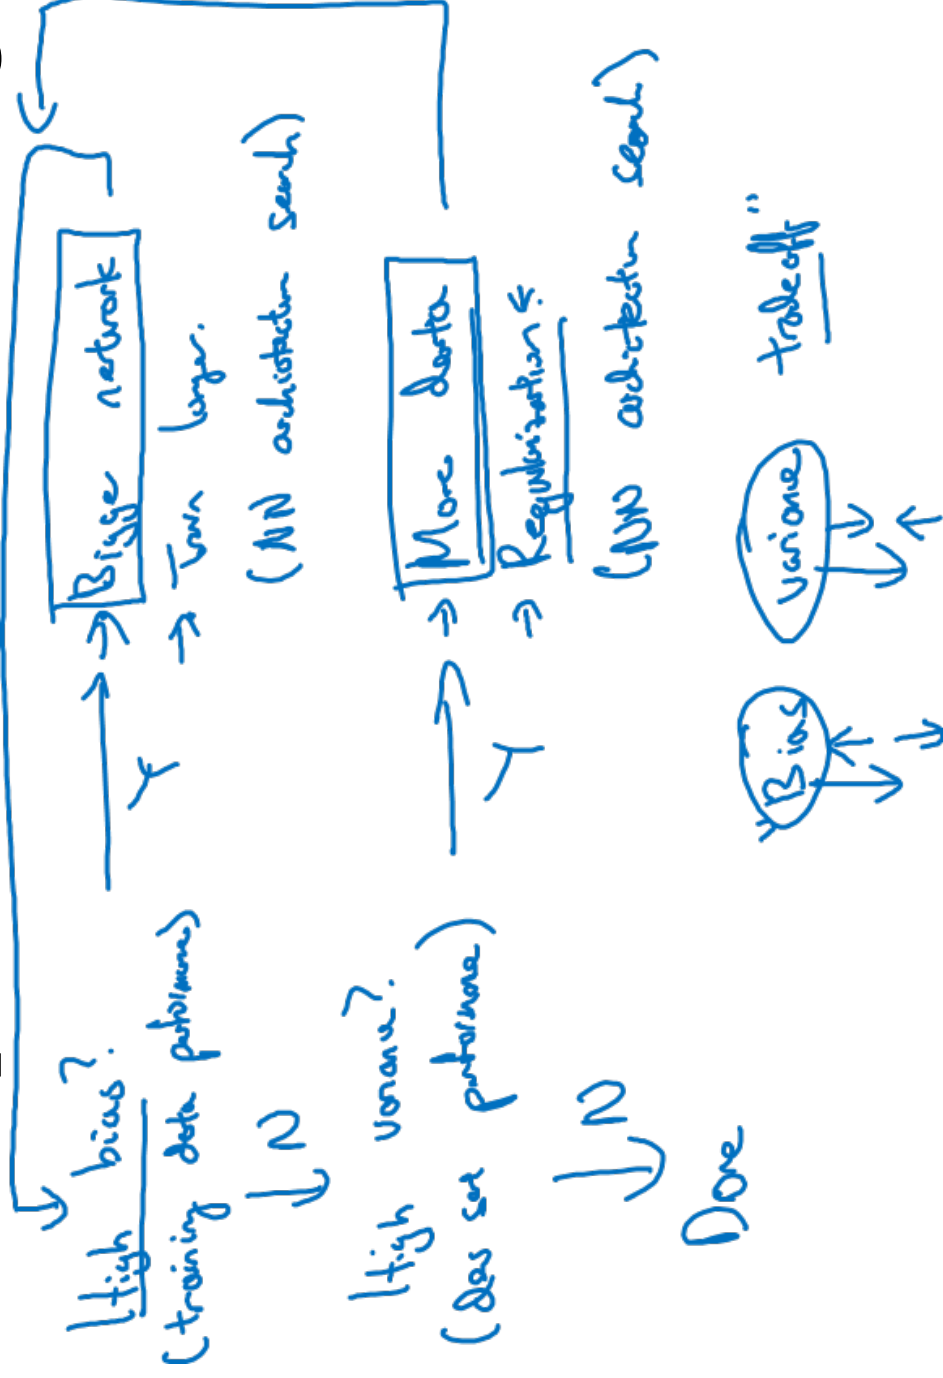 High bias?
(training data performance)
Y
Bigger network
Train longer.
(NN architecture search)
N
High variance?
(dev set performance)
Y
More data
Regularization.
(NN architecture search)
N
Done
"Bias variance tradeoff"